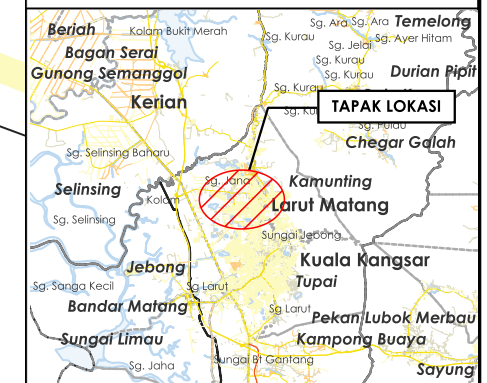 Sg. Ara Sg. Ara Temelong
Beriah Kolam Bukit Merah Sg. Kurau Sg. Ayer Hitam
Sg. Jelai
Bagan Serai Sg. Kurau
Gunong Semanggol Sg. Kurau Durian Pipit
Sg. Kurau
Kerian
TAPAK LOKASI
Chegar Galah
Sg. Selinsing Baharu
Selinsing Sg. Jana Kamunting
Kolam Larut Matang
Sg. Selinsing
Sungai Jebong
Jebong Kuala Kangsar
Sg. Sanga Kecil Sg Larut Tupai
Bandar Matang Sg Larut
Pekan Lubok Merbau
Sungai Limau Kampong Buaya
Sg. Jaha Sungai Bt Gantang Sayung